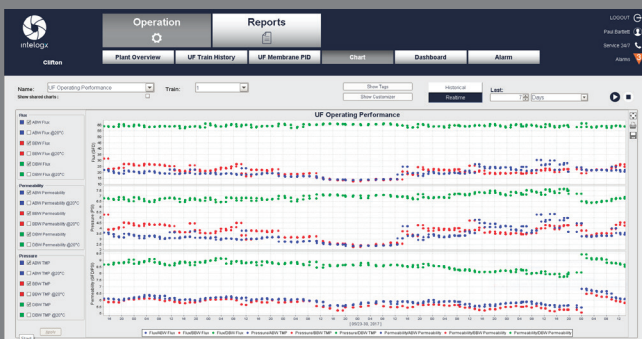 Operation
Reports
LOGOUT
Paul Bartlett
Service 24/7
Alarms
intelogx
Clifton
Plant Overview
UF Train History
UF Membrane PID
Chart
Dashboard
Alarm
Name:
UF Operating Performance
Train:
1
Show Tags
Show Customizer
Historical
Realtime
Last:
7
Days
Show shared charts:
UF Operating Performance
Flux
ABW Flux
ABW Flux @20°C
BBW Flux
BBW Flux @20°C
DBW Flux
DBW Flux @20°C
Permeability
ABW Permeability
ABW Permeability @20°C
BBW Permeability
BBW Permeability @20°C
DBW Permeability
DBW Permeability @20°C
Pressure
ABW TMP
ABW TMP @20°C
BBW TMP
BBW TMP @20°C
DBW TMP
DBW TMP @20°C
Flux (GFD)
Pressure (PSI)
Permeability (GFD/PSI)
Flux/ABW Flux
Flux/BBW Flux
Flux/DBW Flux
Pressure/ABW TMP
Pressure/BBW TMP
Pressure/DBW TMP
Permeability/ABW Permeability
Permeability/BBW Permeability
Permeability/DBW Permeability